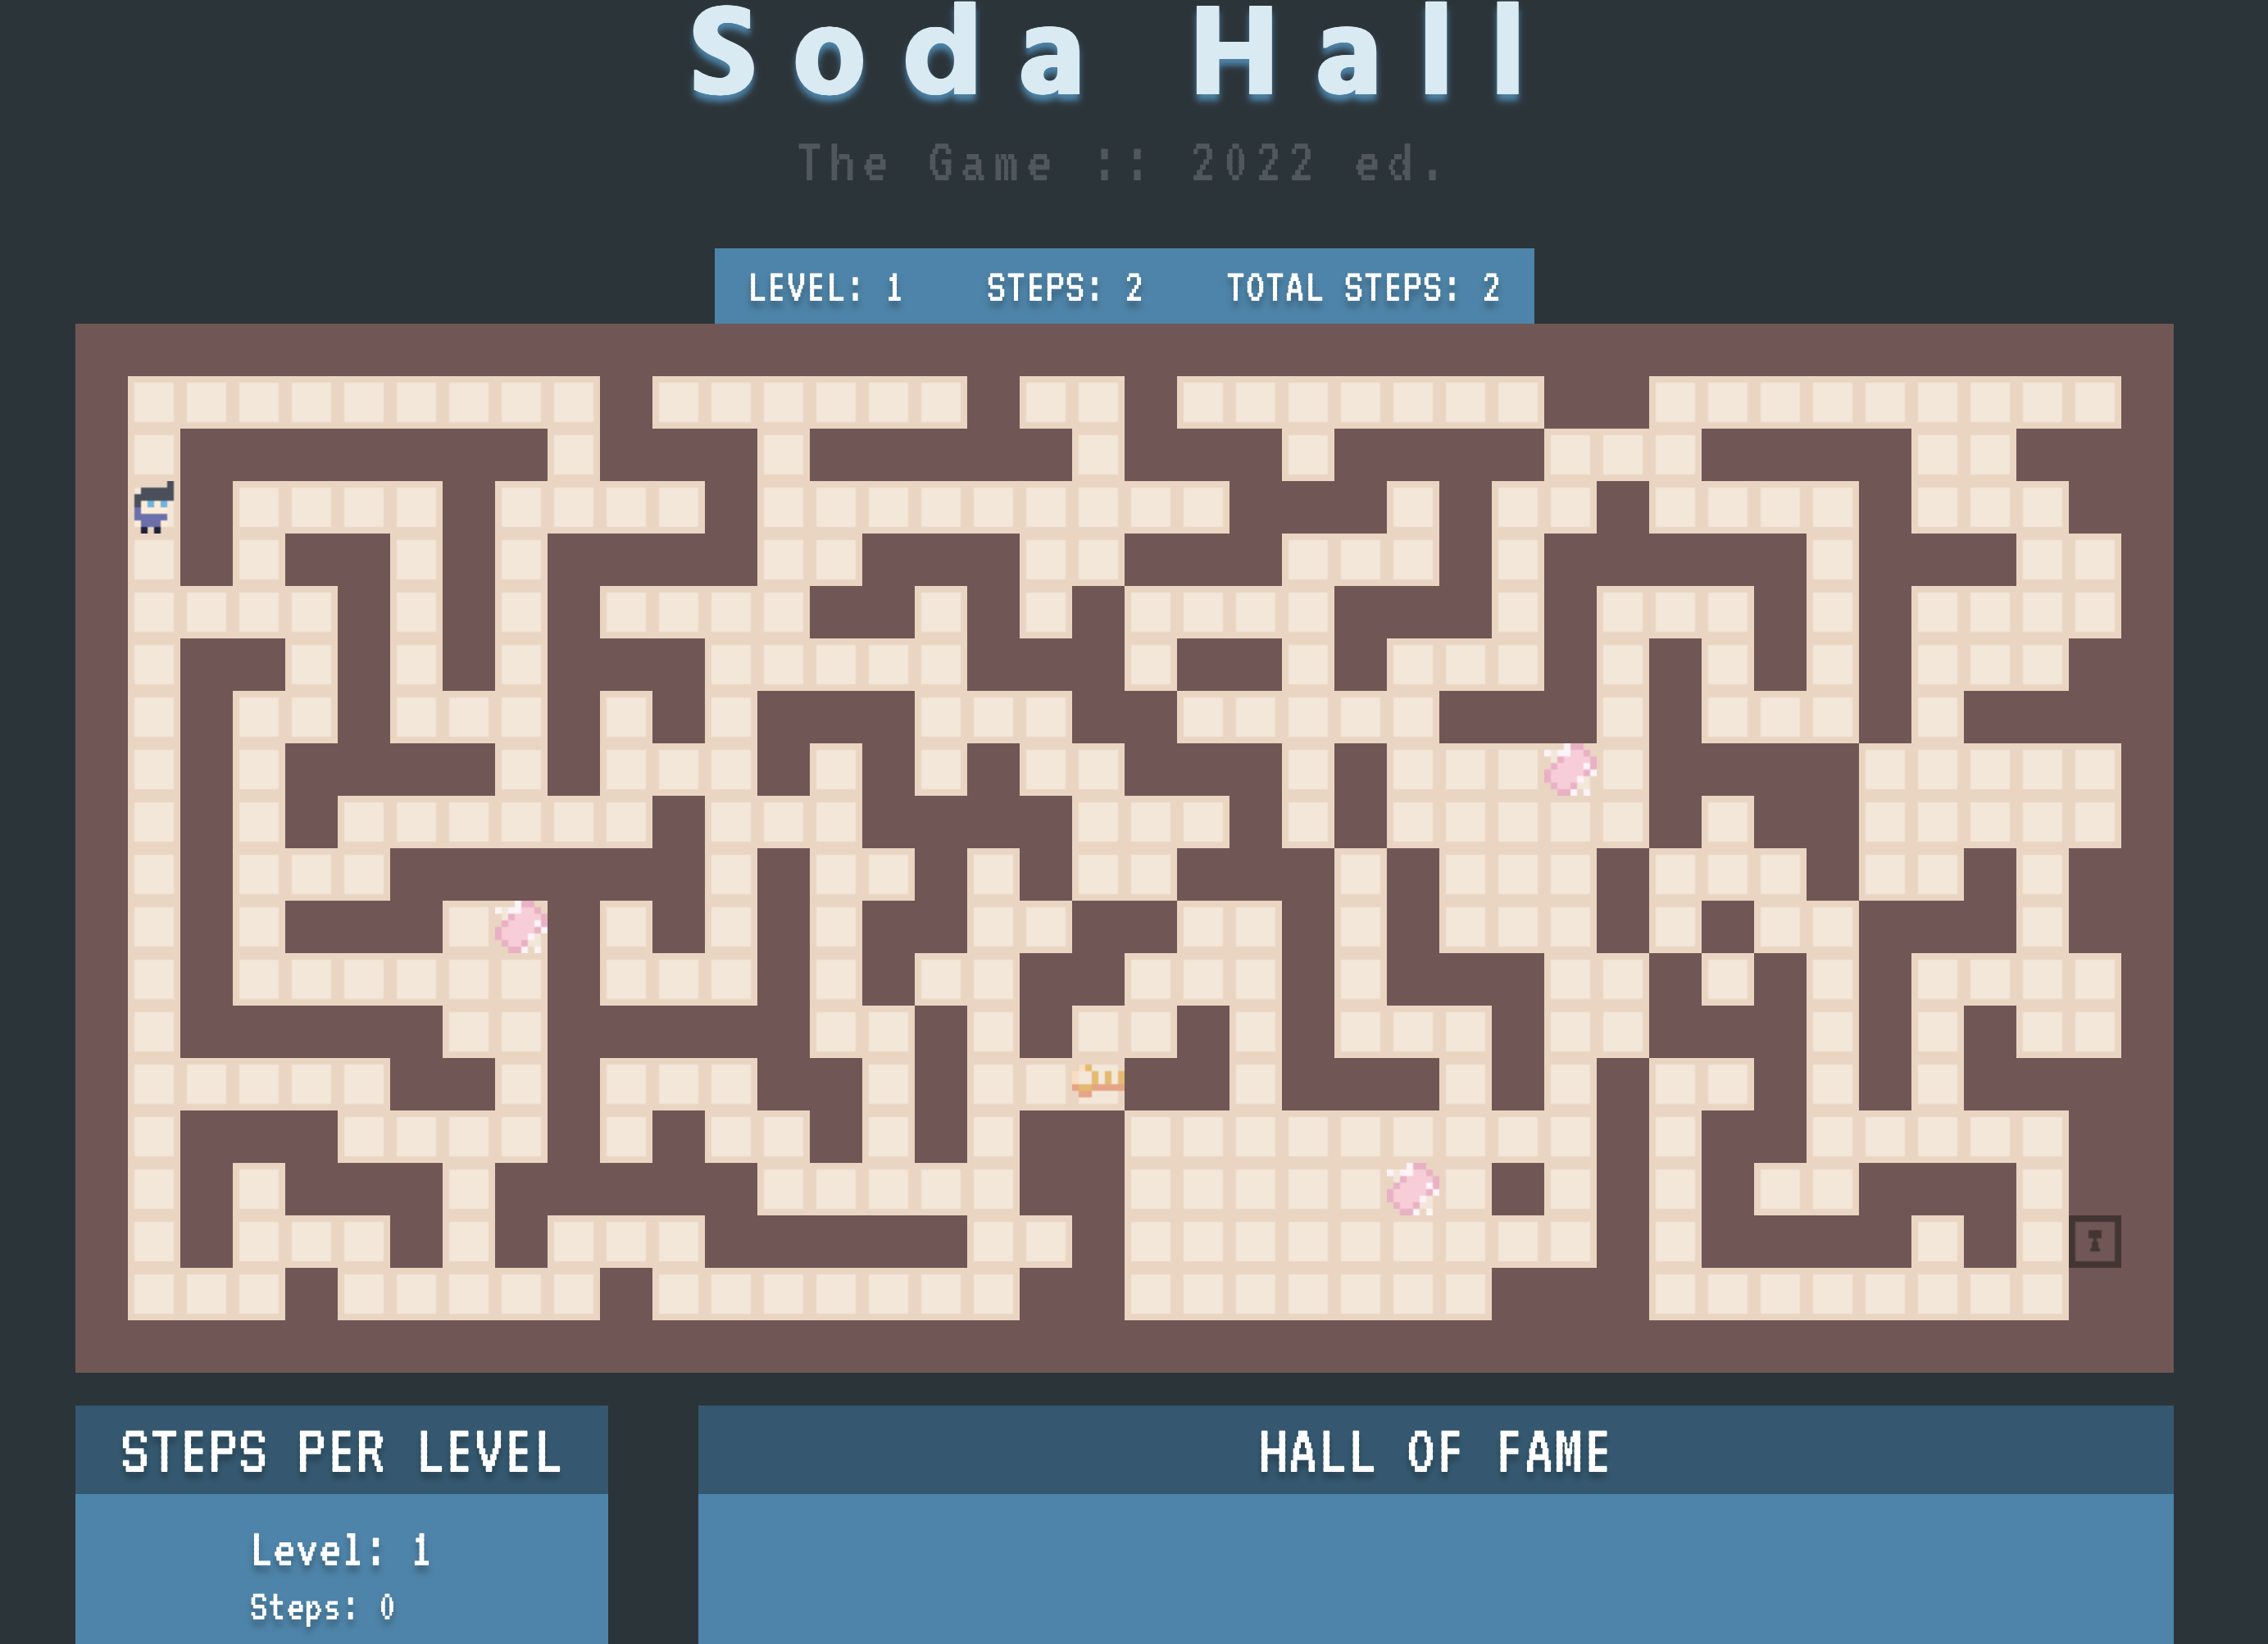 Soda Hall
The Game :: 2022 ed.
LEVEL: 1 STEPS: 2 TOTAL STEPS: 2
STEPS PER LEVEL
HALL OF FAME
Level: 1
Steps: 0